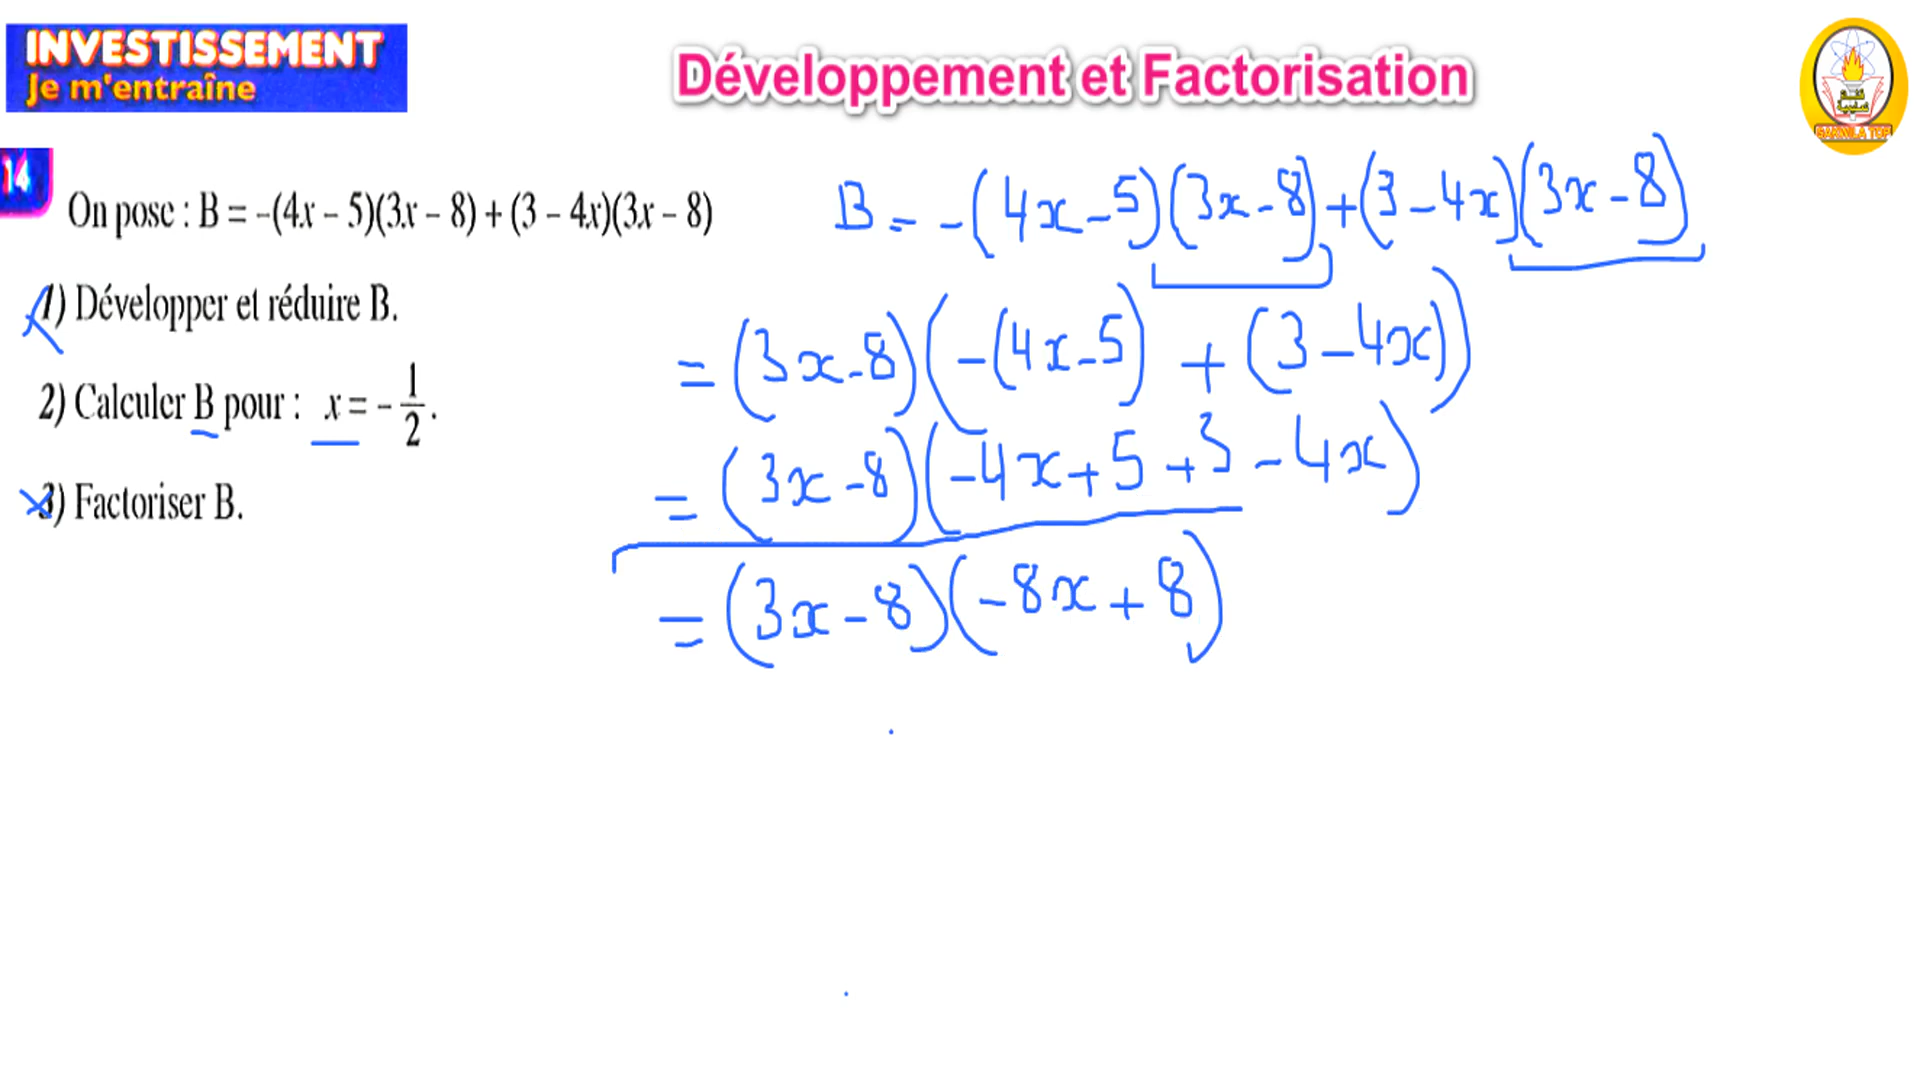 INVESTISSEMENT
Je m'entraîne
Développement et Factorisation
14
On pose : B = -(4x - 5)(3x - 8) + (3 - 4x)(3x - 8)
1) Développer et réduire B.
2) Calculer B pour : x = - 1/2 .
3) Factoriser B.
B = -(4x-5)(3x-8)+(3-4x)(3x-8)
= (3x-8)(-(4x-5) + (3-4x))
= (3x-8)(-4x+5+3-4x)
= (3x-8)(-8x+8)